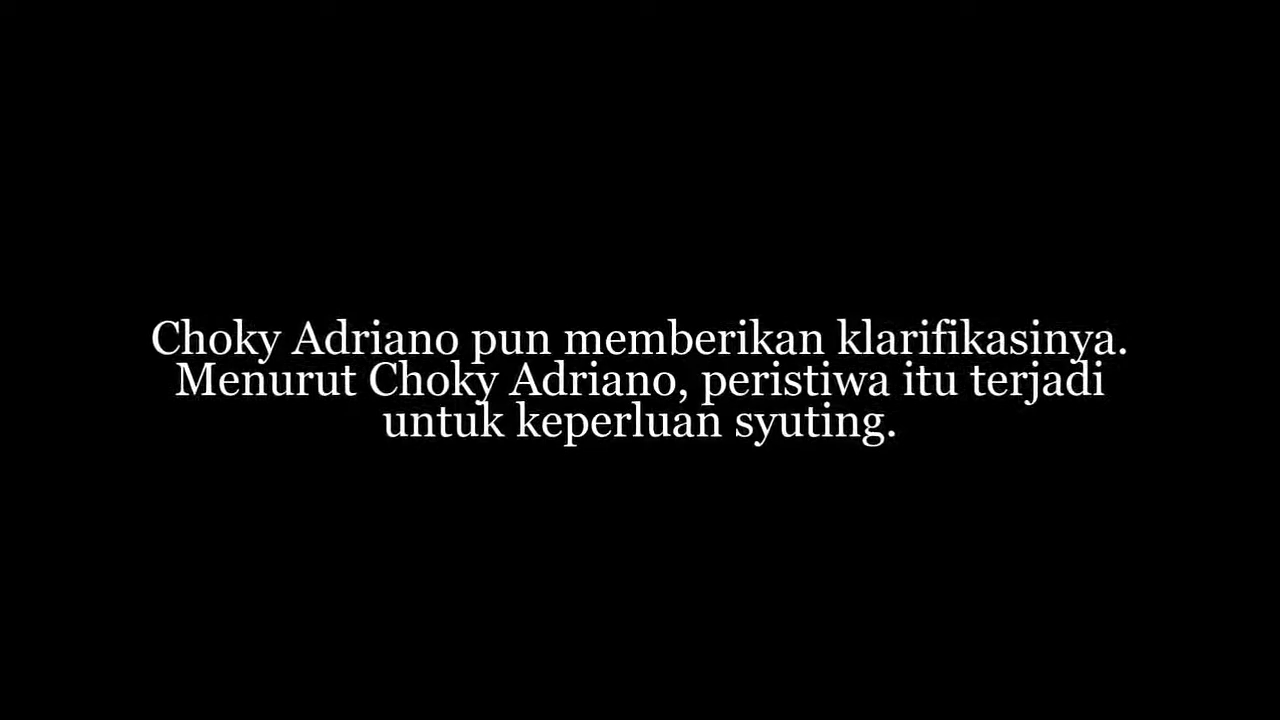 Choky Adriano pun memberikan klarifikasinya.
Menurut Choky Adriano, peristiwa itu terjadi
untuk keperluan syuting.